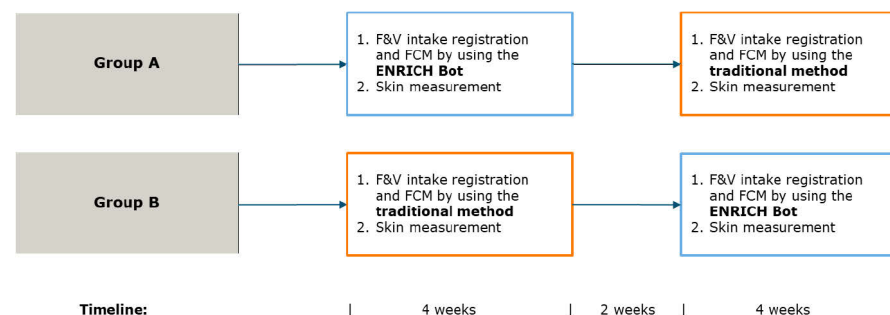 Group A
1. F&V intake registration
and FCM by using the
ENRICH Bot
2. Skin measurement
1. F&V intake registration
and FCM by using the
traditional method
2. Skin measurement
Group B
1. F&V intake registration
and FCM by using the
traditional method
2. Skin measurement
1. F&V intake registration
and FCM by using the
ENRICH Bot
2. Skin measurement
Timeline: | 4 weeks | 2 weeks | 4 weeks